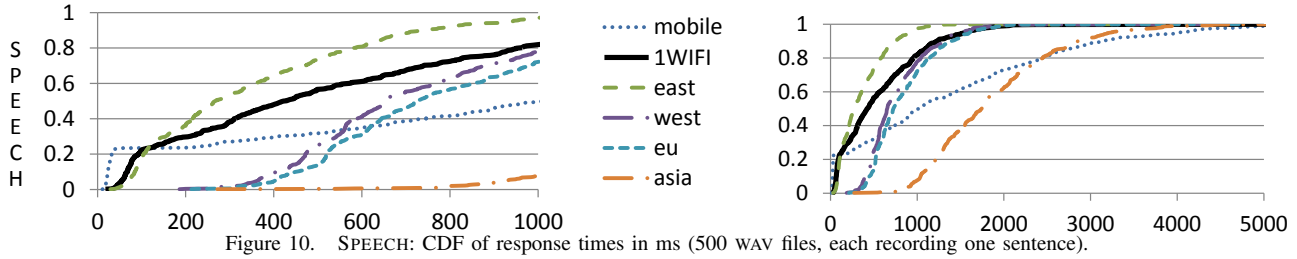 S
P
E
E
C
H
1
0.8
0.6
0.4
0.2
0
0 200 400 600 800 1000
mobile
1WIFI
east
west
eu
asia
1
0.8
0.6
0.4
0.2
0
0 1000 2000 3000 4000 5000
Figure 10. SPEECH: CDF of response times in ms (500 WAV files, each recording one sentence).